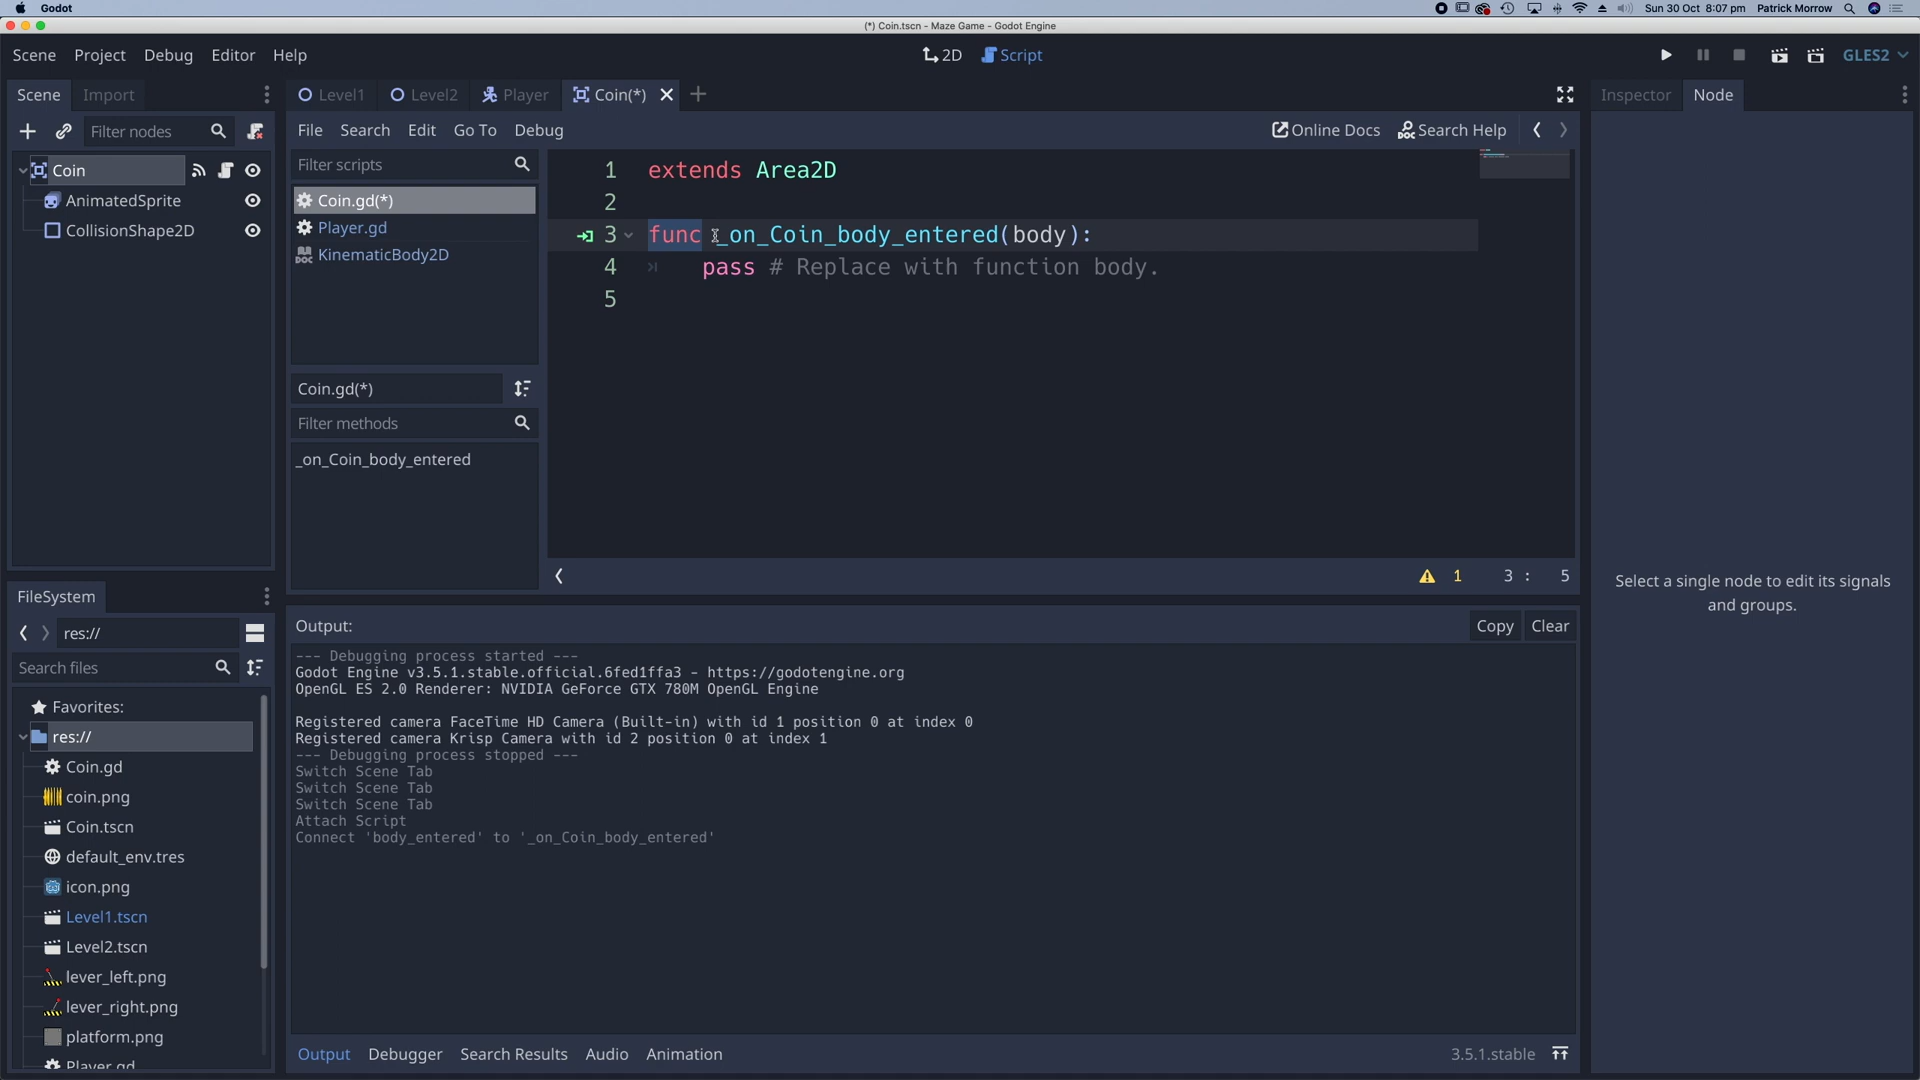 Godot
Sun 30 Oct 8:07 pm Patrick Morrow
(*) Coin.tscn - Maze Game - Godot Engine
Scene Project Debug Editor Help
2D Script
GLES2
Scene Import
Level1 Level2 Player Coin(*)
Inspector Node
Filter nodes
File Search Edit Go To Debug
Online Docs Search Help
Coin
AnimatedSprite
CollisionShape2D
Filter scripts
Coin.gd(*)
Player.gd
KinematicBody2D
Coin.gd(*)
Filter methods
_on_Coin_body_entered
1 extends Area2D
2
3 func _on_Coin_body_entered(body):
4 pass # Replace with function body.
5
1 3 : 5
Select a single node to edit its signals
and groups.
FileSystem
res://
Search files
Favorites:
res://
Coin.gd
coin.png
Coin.tscn
default_env.tres
icon.png
Level1.tscn
Level2.tscn
lever_left.png
lever_right.png
platform.png
Player.gd
Output:
Copy Clear
--- Debugging process started ---
Godot Engine v3.5.1.stable.official.6fed1ffa3 - https://godotengine.org
OpenGL ES 2.0 Renderer: NVIDIA GeForce GTX 780M OpenGL Engine
Registered camera FaceTime HD Camera (Built-in) with id 1 position 0 at index 0
Registered camera Krisp Camera with id 2 position 0 at index 1
--- Debugging process stopped ---
Switch Scene Tab
Switch Scene Tab
Switch Scene Tab
Attach Script
Connect 'body_entered' to '_on_Coin_body_entered'
Output Debugger Search Results Audio Animation
3.5.1.stable